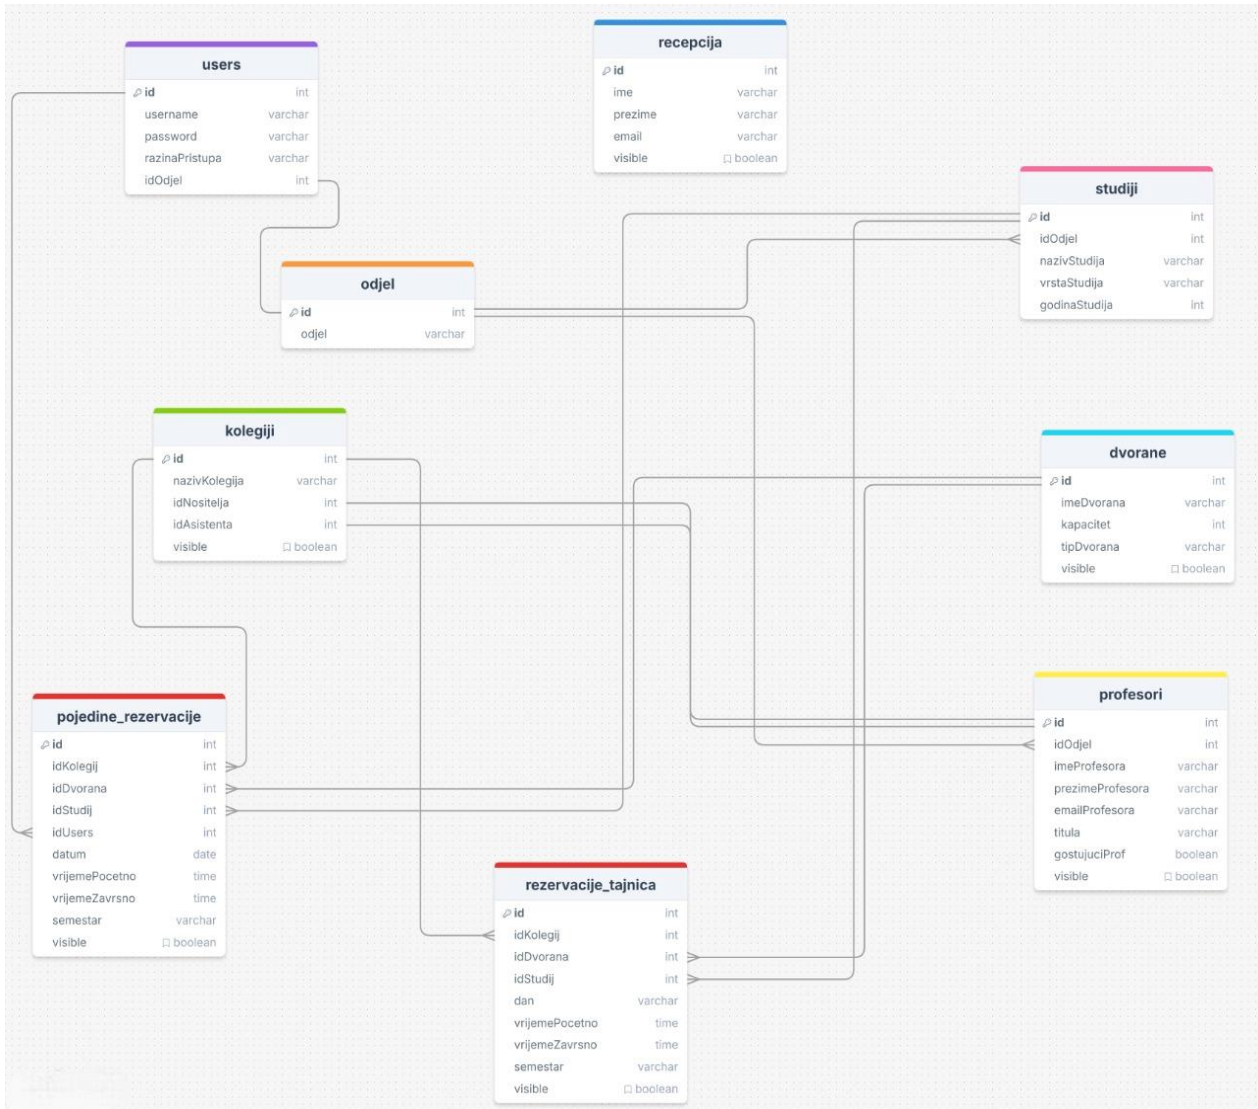 users
id int
username varchar
password varchar
razinaPristupa varchar
idOdjel int
recepcija
id int
ime varchar
prezime varchar
email varchar
visible boolean
studiji
id int
idOdjel int
nazivStudija varchar
vrstaStudija varchar
godinaStudija int
odjel
id int
odjel varchar
kolegiji
id int
nazivKolegija varchar
idNositelja int
idAsistenta int
visible boolean
dvorane
id int
imeDvorana varchar
kapacitet int
tipDvorana varchar
visible boolean
profesori
id int
idOdjel int
imeProfesora varchar
prezimeProfesora varchar
emailProfesora varchar
titula varchar
gostujuciProf boolean
visible boolean
pojedine_rezervacije
id int
idKolegij int
idDvorana int
idStudij int
idUsers int
datum date
vrijemePocetno time
vrijemeZavrsno time
semestar varchar
visible boolean
rezervacije_tajnica
id int
idKolegij int
idDvorana int
idStudij int
dan varchar
vrijemePocetno time
vrijemeZavrsno time
semestar varchar
visible boolean